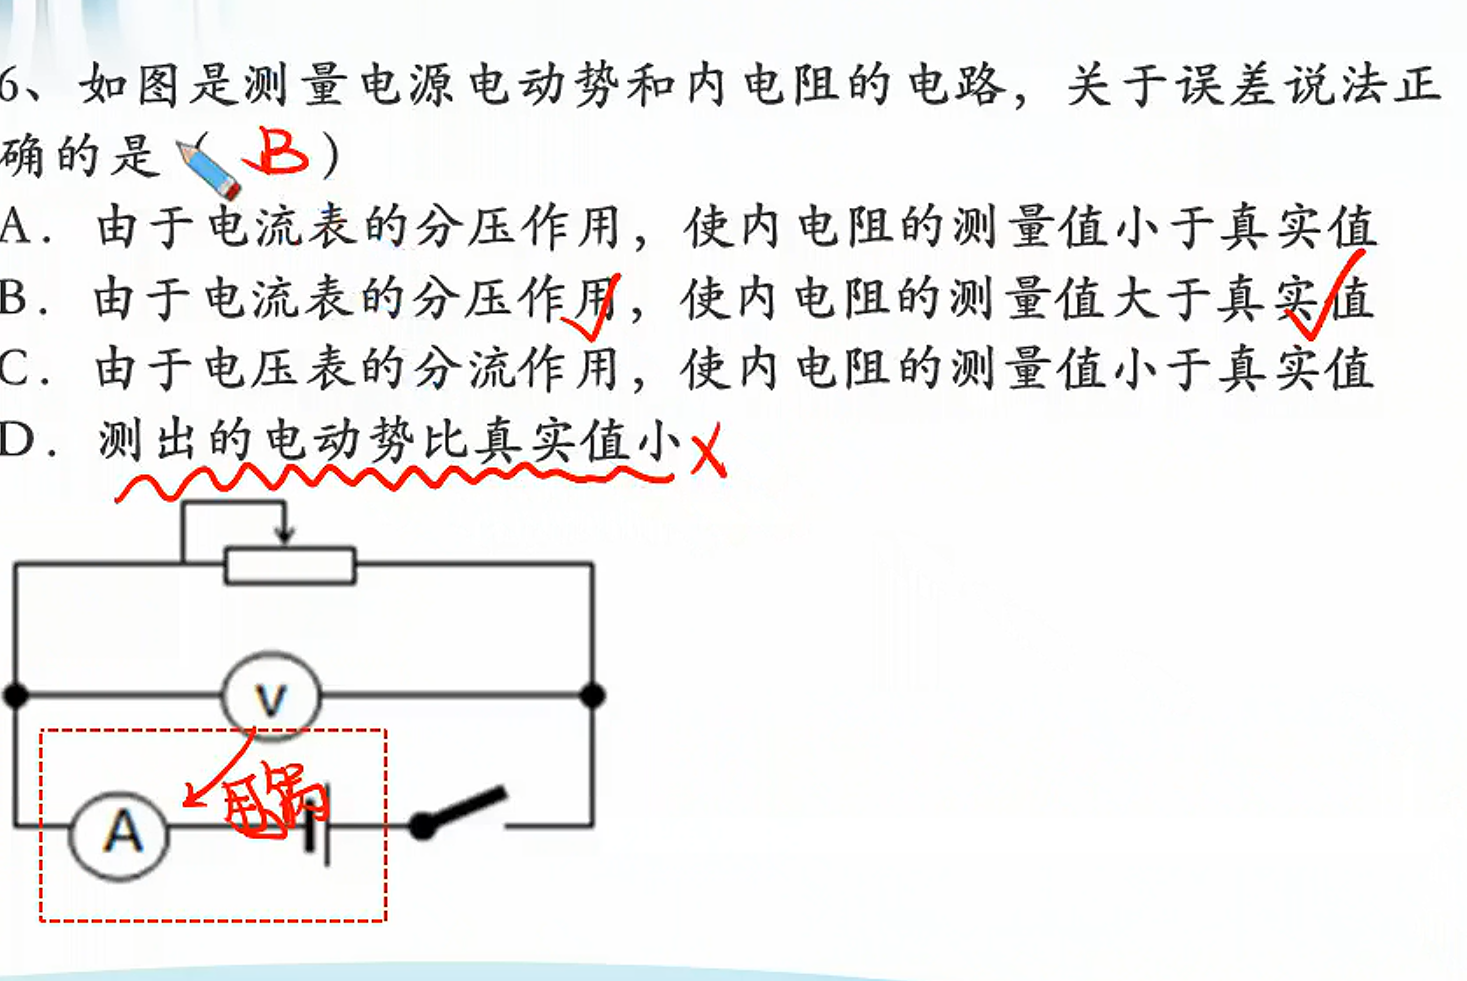 6、如图是测量电源电动势和内电阻的电路，关于误差说法正
确的是（ B ）
A．由于电流表的分压作用，使内电阻的测量值小于真实值
B．由于电流表的分压作用，使内电阻的测量值大于真实值
C．由于电压表的分流作用，使内电阻的测量值小于真实值
D．测出的电动势比真实值小
V
A